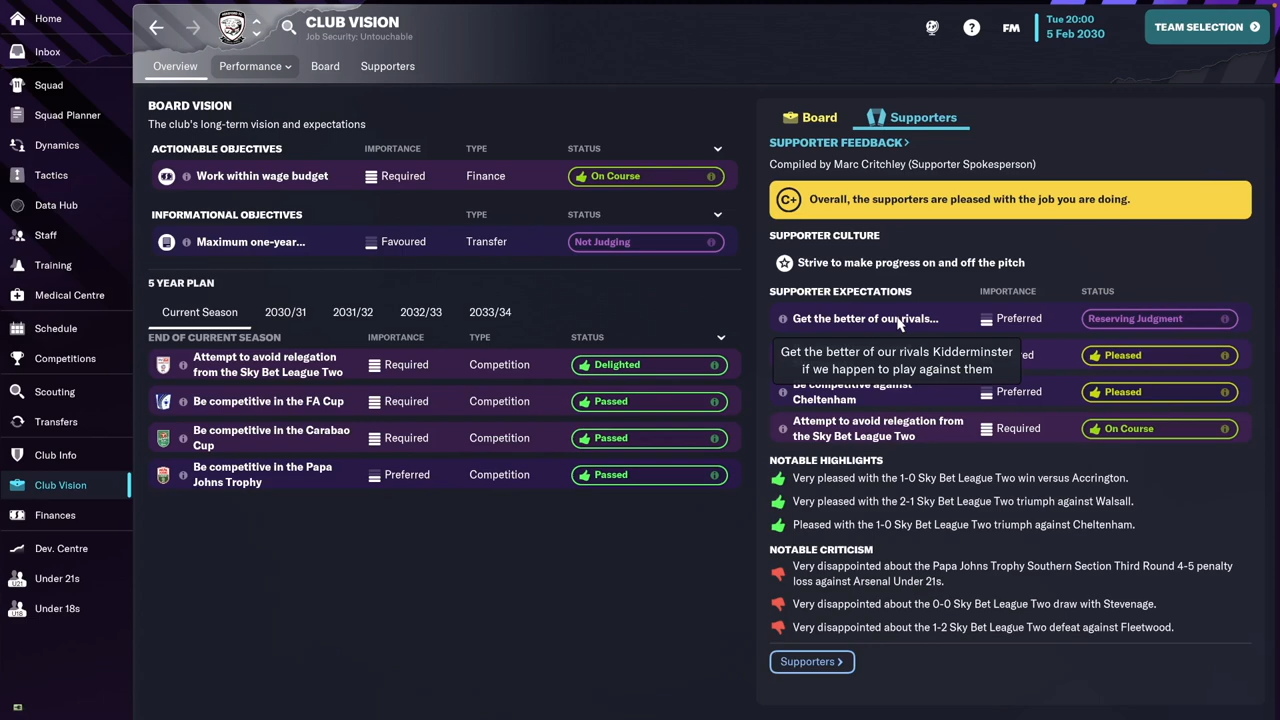 Home
Inbox
Squad
Squad Planner
Dynamics
Tactics
Data Hub
Staff
Training
Medical Centre
Schedule
Competitions
Scouting
Transfers
Club Info
Club Vision
Finances
Dev. Centre
U21
Under 21s
U18
Under 18s
CLUB VISION
Job Security: Untouchable
FM
Tue 20:00
5 Feb 2030
TEAM SELECTION
Overview
Performance
Board
Supporters
BOARD VISION
The club's long-term vision and expectations
ACTIONABLE OBJECTIVES IMPORTANCE TYPE STATUS
Work within wage budget Required Finance On Course
INFORMATIONAL OBJECTIVES TYPE STATUS
Maximum one-year... Favoured Transfer Not Judging
5 YEAR PLAN
Current Season 2030/31 2031/32 2032/33 2033/34
END OF CURRENT SEASON IMPORTANCE TYPE STATUS
Attempt to avoid relegation
from the Sky Bet League Two Required Competition Delighted
Be competitive in the FA Cup Required Competition Passed
Be competitive in the Carabao
Cup Required Competition Passed
Be competitive in the Papa
Johns Trophy Preferred Competition Passed
Board
Supporters
SUPPORTER FEEDBACK >
Compiled by Marc Critchley (Supporter Spokesperson)
C+ Overall, the supporters are pleased with the job you are doing.
SUPPORTER CULTURE
Strive to make progress on and off the pitch
SUPPORTER EXPECTATIONS IMPORTANCE STATUS
Get the better of our rivals... Preferred Reserving Judgment
Get the better of our rivals Kidderminster
if we happen to play against them
ed Pleased
Be competitive against
Cheltenham Preferred Pleased
Attempt to avoid relegation from
the Sky Bet League Two Required On Course
NOTABLE HIGHLIGHTS
Very pleased with the 1-0 Sky Bet League Two win versus Accrington.
Very pleased with the 2-1 Sky Bet League Two triumph against Walsall.
Pleased with the 1-0 Sky Bet League Two triumph against Cheltenham.
NOTABLE CRITICISM
Very disappointed about the Papa Johns Trophy Southern Section Third Round 4-5 penalty
loss against Arsenal Under 21s.
Very disappointed about the 0-0 Sky Bet League Two draw with Stevenage.
Very disappointed about the 1-2 Sky Bet League Two defeat against Fleetwood.
Supporters >